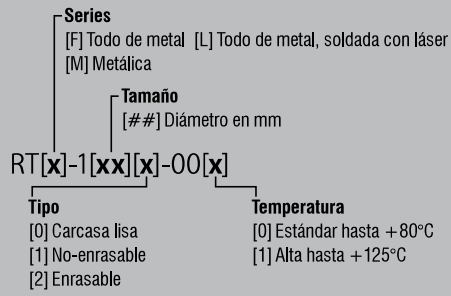 Series
[F] Todo de metal [L] Todo de metal, soldada con láser
[M] Metálica
Tamaño
[##] Diámetro en mm
RT[x]-1[xx][x]-00[x]
Tipo
[0] Carcasa lisa
[1] No-enrasable
[2] Enrasable
Temperatura
[0] Estándar hasta +80°C
[1] Alta hasta +125°C